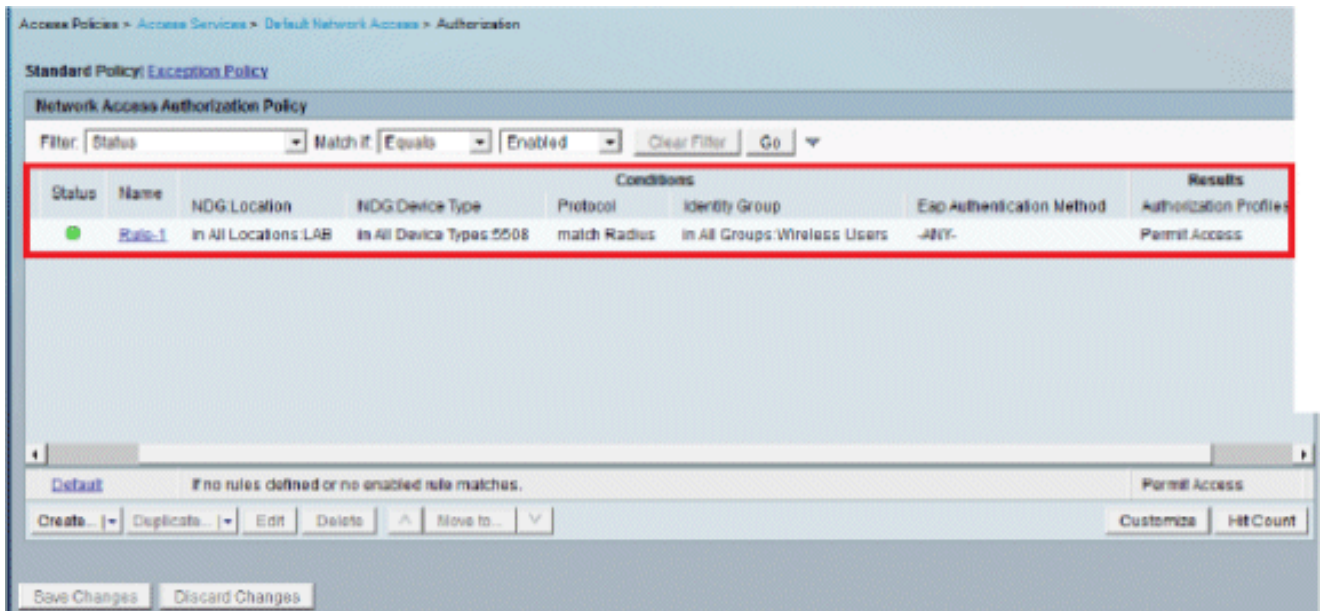 Access Policies > Access Services > Default Network Access > Authorization
Standard Policy| Exception Policy
Network Access Authorization Policy
Filter: Status Match if: Equals Enabled Clear Filter Go
Conditions Results
Status Name NDG:Location NDG:Device Type Protocol Identity Group Eap Authentication Method Authorization Profiles
Rule-1 in All Locations:LAB in All Device Types:5508 match Radius in All Groups:Wireless Users -ANY- Permit Access
Default If no rules defined or no enabled rule matches. Permit Access
Create... Duplicate... Edit Delete Move to... Customize Hit Count
Save Changes Discard Changes